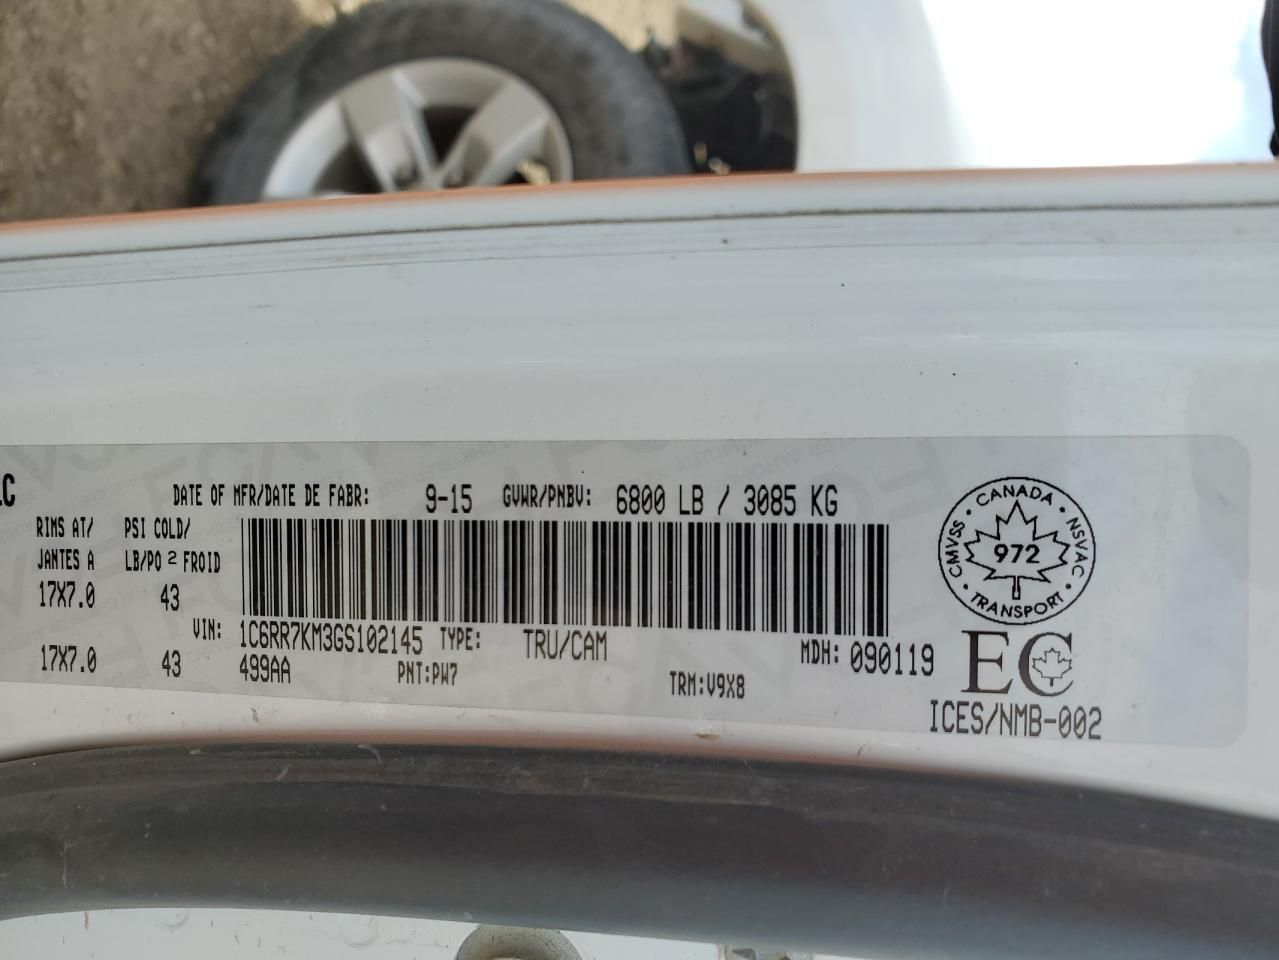 LC
DATE OF MFR/DATE DE FABR: 9-15 GVWR/PNBV: 6800 LB / 3085 KG
RIMS AT/ PSI COLD/
JANTES A LB/PO 2 FROID
17X7.0 43
VIN: 1C6RR7KM3GS102145 TYPE: TRU/CAM MDH: 090119
17X7.0 43 499AA PNT:PW7 TRM:V9X8
CANADA
CMVSS 972 NSVAC
TRANSPORT
EC
ICES/NMB-002